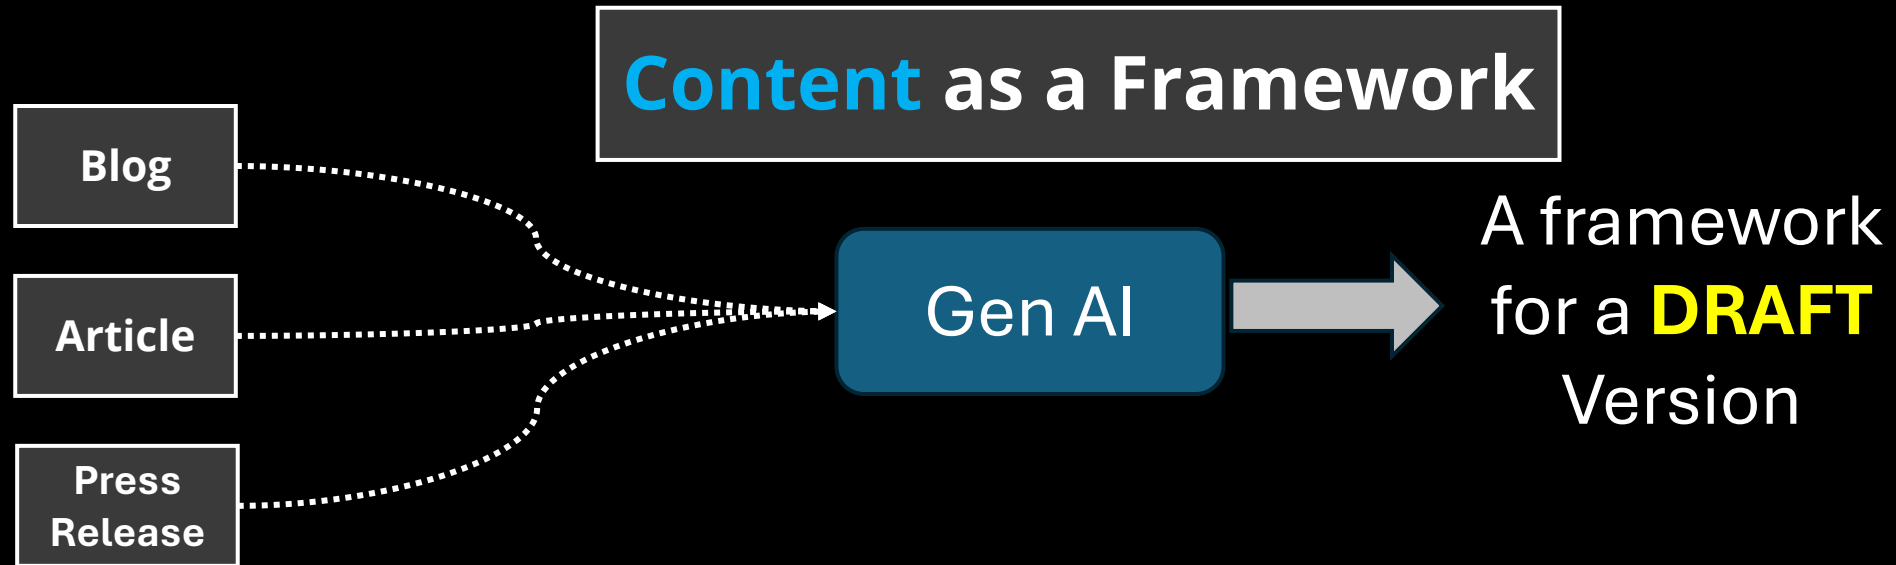 Content as a Framework
Blog
Article
Press
Release
Gen AI
A framework
for a DRAFT
Version